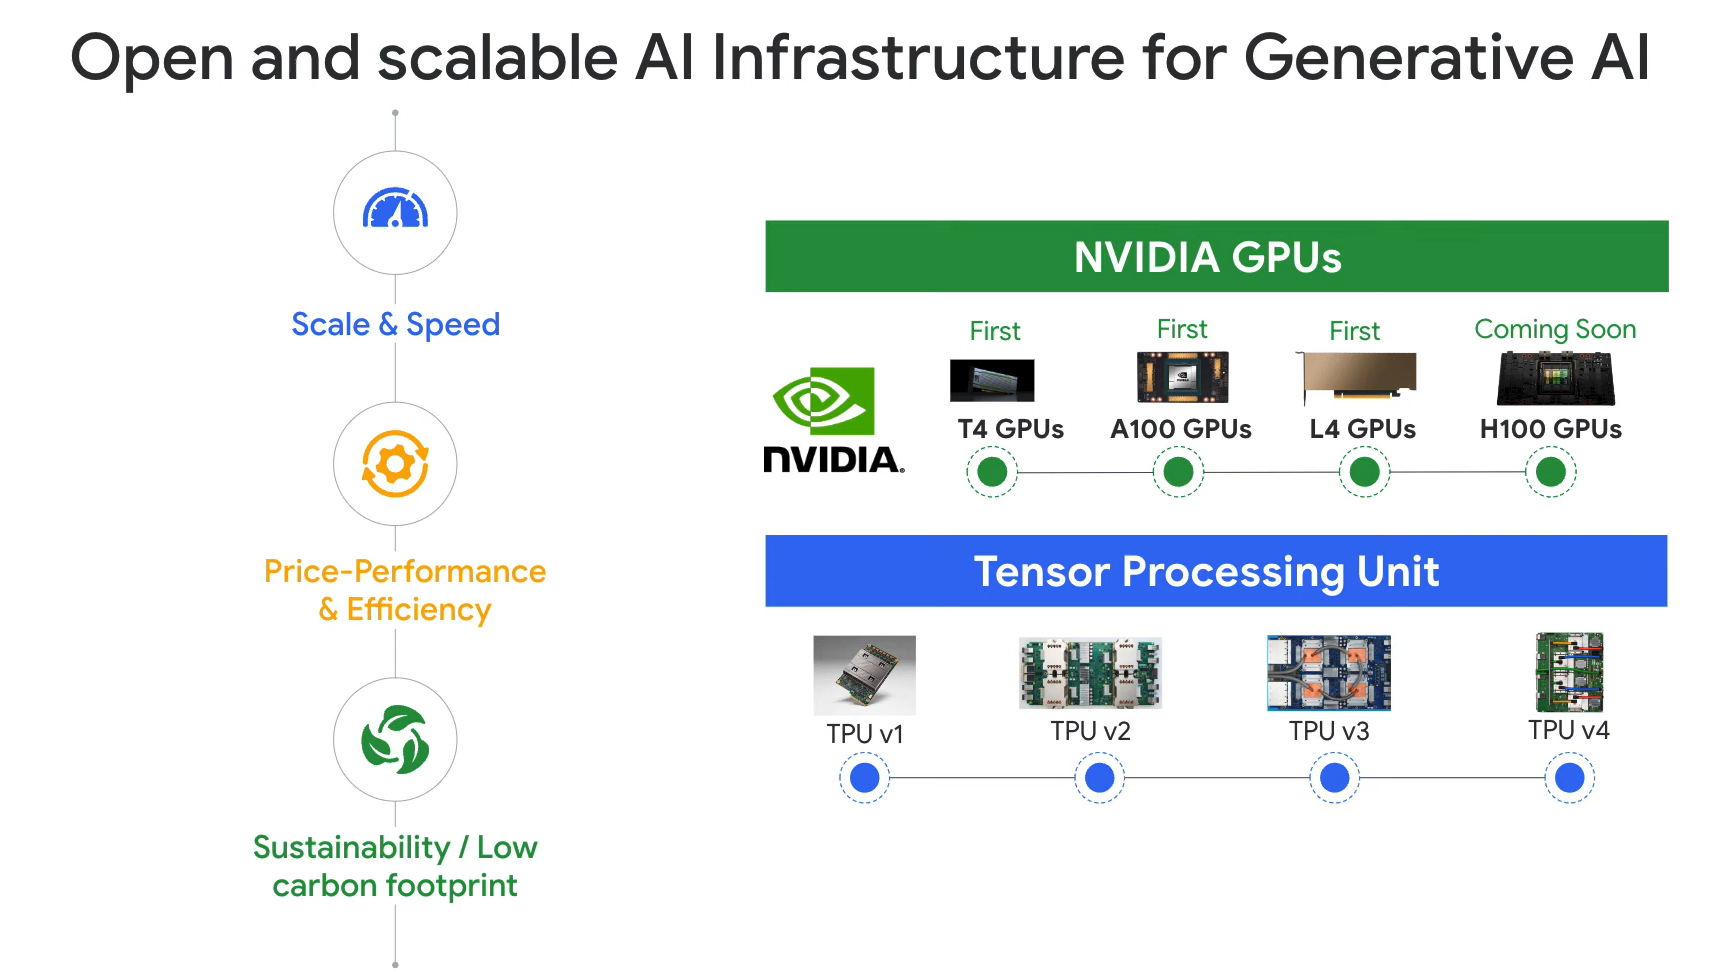 Open and scalable AI Infrastructure for Generative AI
Scale & Speed
Price-Performance
& Efficiency
Sustainability / Low
carbon footprint
NVIDIA GPUs
First
First
First
Coming Soon
NVIDIA
NVIDIA.
T4 GPUs
A100 GPUs
L4 GPUs
H100 GPUs
Tensor Processing Unit
TPU v1
TPU v2
TPU v3
TPU v4